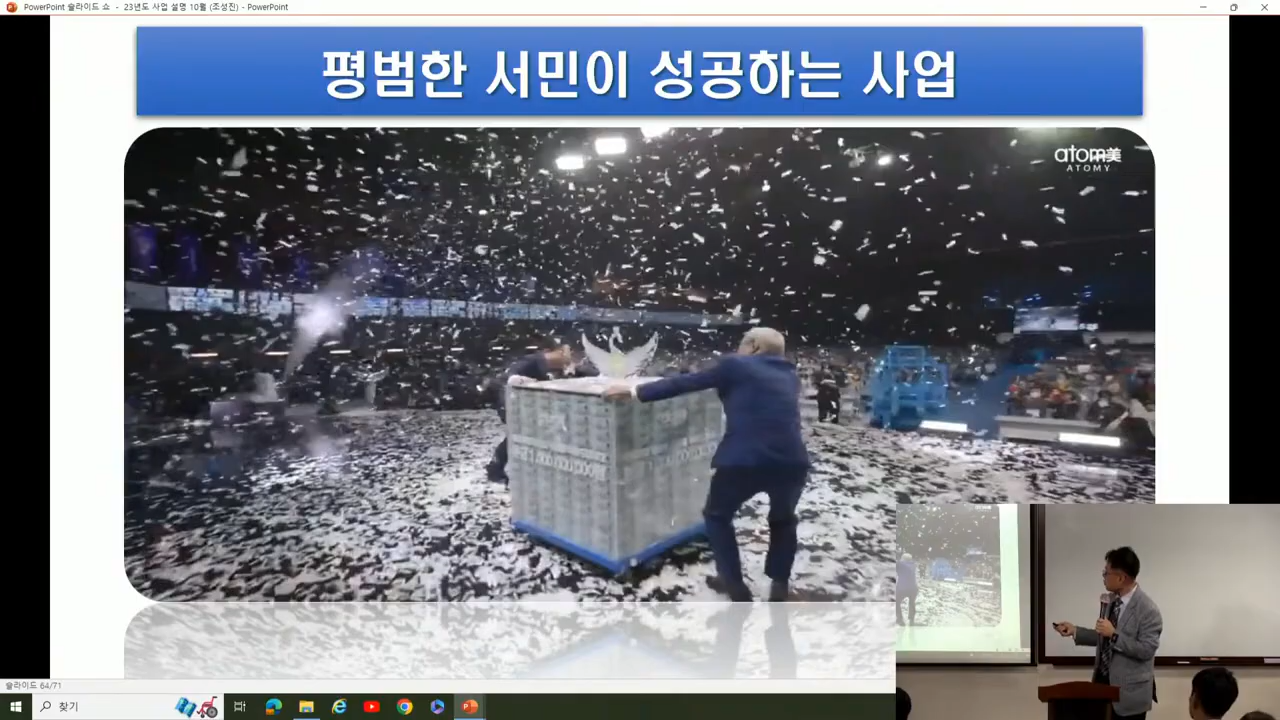 PowerPoint 슬라이드 쇼 - 23년도 사업 설명 10월 (조성진) - PowerPoint
평범한 서민이 성공하는 사업
atom美
ATOMY
슬라이드 64/71
찾기